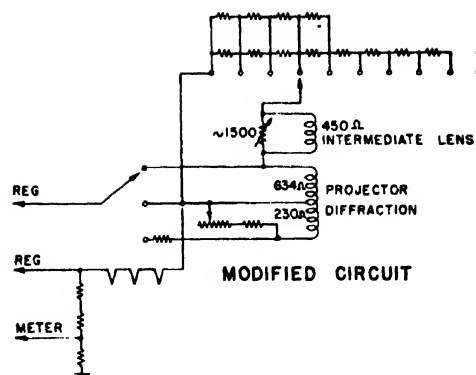 ~1500
450Ω
INTERMEDIATE LENS
REG
634Ω
PROJECTOR
230Ω
DIFFRACTION
REG
MODIFIED CIRCUIT
METER